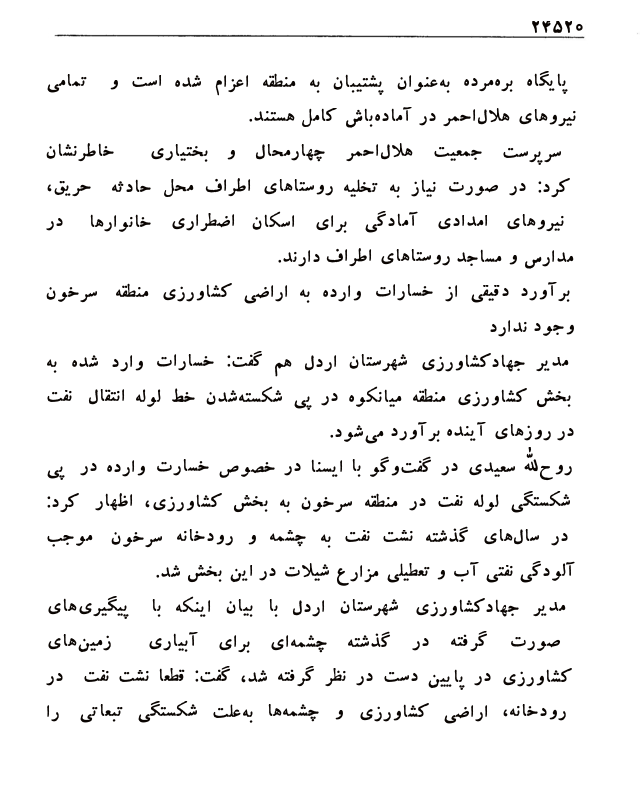 ۲۴۵۲۰
پایگاه بره‌مرده به‌عنوان پشتیبان به منطقه اعزام شده است و تمامی
نیروهای هلال‌احمر در آماده‌باش کامل هستند.
سرپرست جمعیت هلال‌احمر چهارمحال و بختیاری خاطرنشان
کرد: در صورت نیاز به تخلیه روستاهای اطراف محل حادثه حریق،
نیروهای امدادی آمادگی برای اسکان اضطراری خانوارها در
مدارس و مساجد روستاهای اطراف دارند.
برآورد دقیقی از خسارات وارده به اراضی کشاورزی منطقه سرخون
وجود ندارد
مدیر جهادکشاورزی شهرستان اردل هم گفت: خسارات وارد شده به
بخش کشاورزی منطقه میانکوه در پی شکسته‌شدن خط لوله انتقال نفت
در روزهای آینده برآورد می‌شود.
روح‌لله سعیدی در گفت‌وگو با ایسنا در خصوص خسارت وارده در پی
شکستگی لوله نفت در منطقه سرخون به بخش کشاورزی، اظهار کرد:
در سال‌های گذشته نشت نفت به چشمه و رودخانه سرخون موجب
آلودگی نفتی آب و تعطیلی مزارع شیلات در این بخش شد.
مدیر جهادکشاورزی شهرستان اردل با بیان اینکه با پیگیری‌های
صورت گرفته در گذشته چشمه‌ای برای آبیاری زمین‌های
کشاورزی در پایین دست در نظر گرفته شد، گفت: قطعا نشت نفت در
رودخانه، اراضی کشاورزی و چشمه‌ها به‌علت شکستگی تبعاتی را